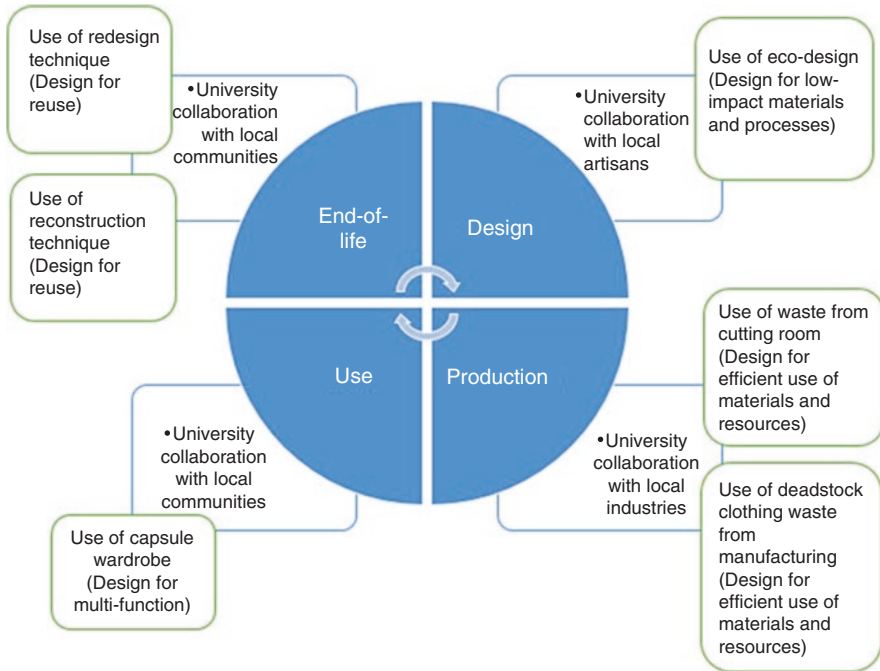 Use of redesign
technique
(Design for
reuse)
•University
collaboration
with local
communities
Use of
reconstruction
technique
(Design for
reuse)
End-of-
life
Design
•University
collaboration
with local
artisans
Use of eco-design
(Design for low-
impact materials
and processes)
Use
Production
•University
collaboration
with local
communities
Use of capsule
wardrobe
(Design for
multi-function)
•University
collaboration
with local
industries
Use of waste from
cutting room
(Design for
efficient use of
materials and
resources)
Use of deadstock
clothing waste
from
manufacturing
(Design for
efficient use of
materials and
resources)